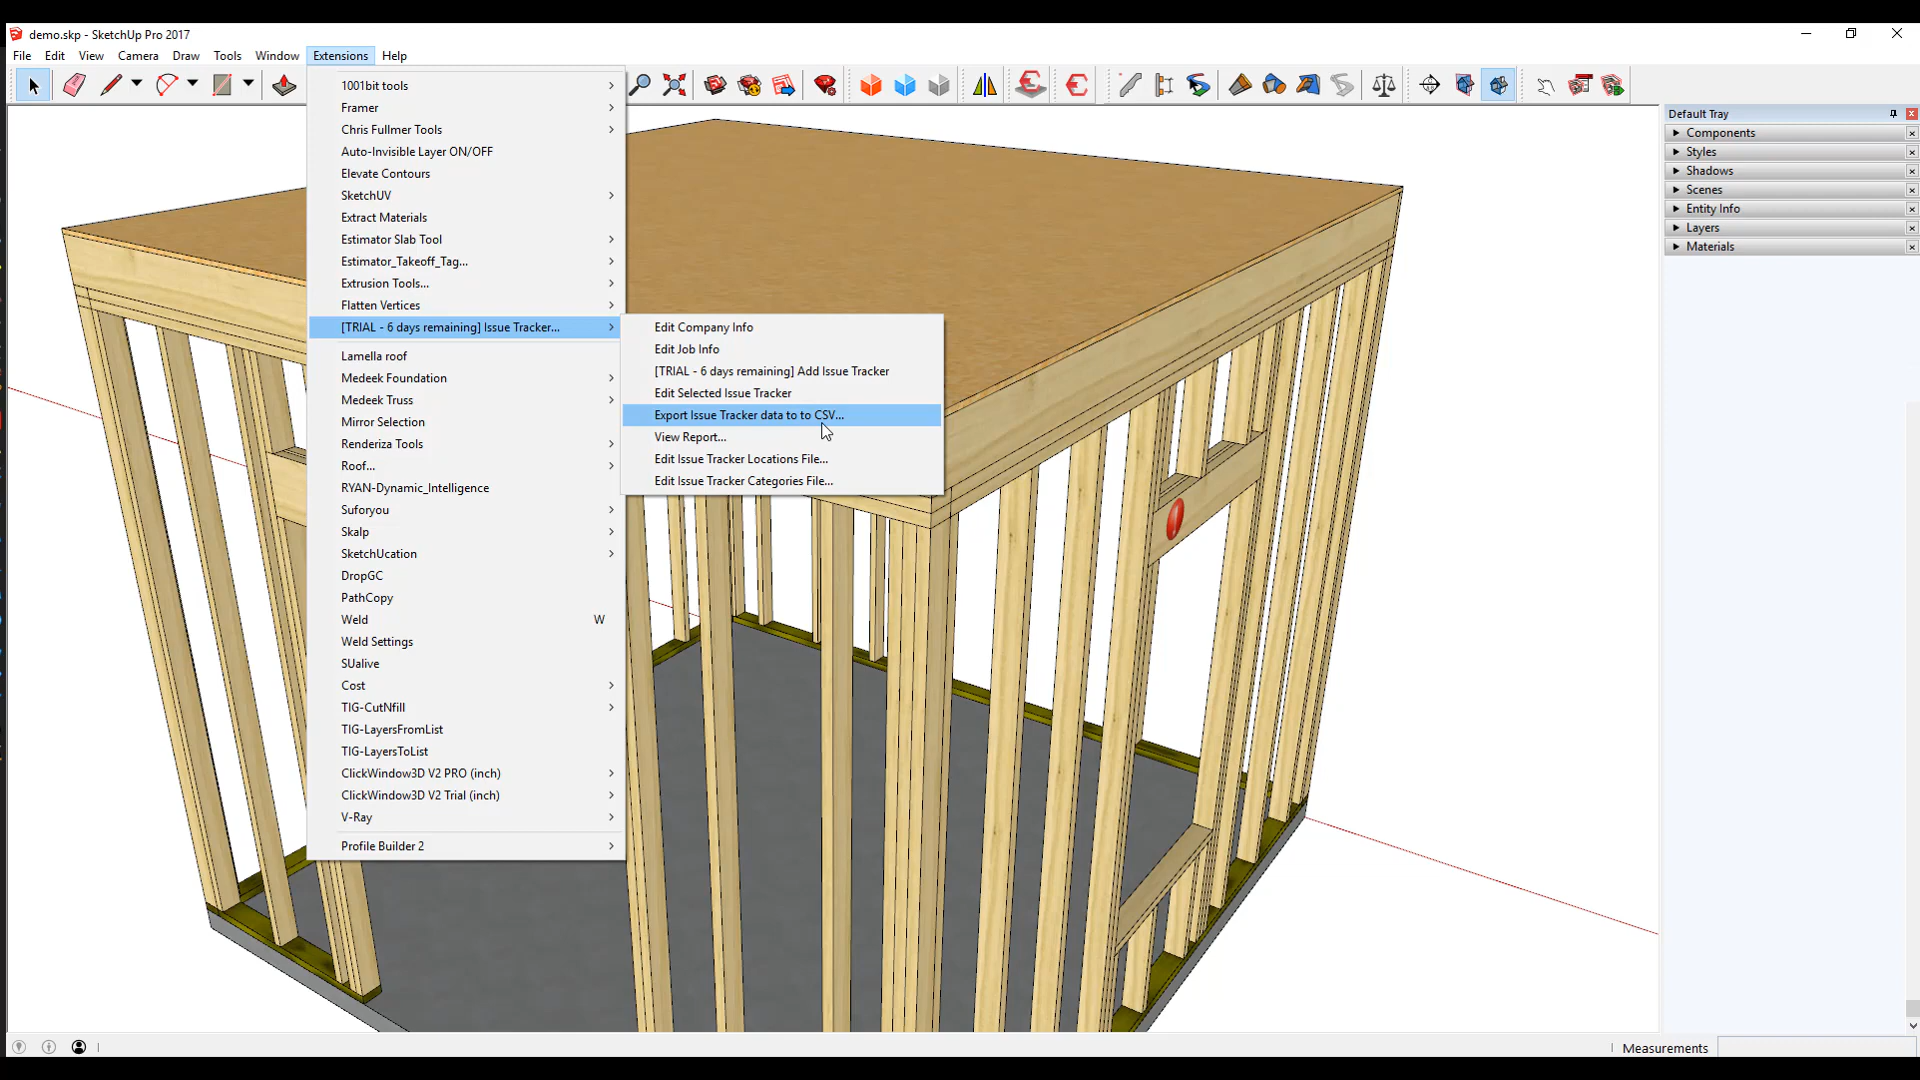 demo.skp - SketchUp Pro 2017
File Edit View Camera Draw Tools Window Extensions Help
1001bit tools
Framer
Chris Fullmer Tools
Auto-Invisible Layer ON/OFF
Elevate Contours
SketchUV
Extract Materials
Estimator Slab Tool
Estimator_Takeoff_Tag...
Extrusion Tools...
Flatten Vertices
[TRIAL - 6 days remaining] Issue Tracker...
Lamella roof
Medeek Foundation
Medeek Truss
Mirror Selection
Renderiza Tools
Roof...
RYAN-Dynamic_Intelligence
Suforyou
Skalp
SketchUcation
DropGC
PathCopy
Weld W
Weld Settings
SUalive
Cost
TIG-CutNfill
TIG-LayersFromList
TIG-LayersToList
ClickWindow3D V2 PRO (inch)
ClickWindow3D V2 Trial (inch)
V-Ray
Profile Builder 2
Edit Company Info
Edit Job Info
[TRIAL - 6 days remaining] Add Issue Tracker
Edit Selected Issue Tracker
Export Issue Tracker data to to CSV...
View Report...
Edit Issue Tracker Locations File...
Edit Issue Tracker Categories File...
Default Tray
Components
Styles
Shadows
Scenes
Entity Info
Layers
Materials
Measurements